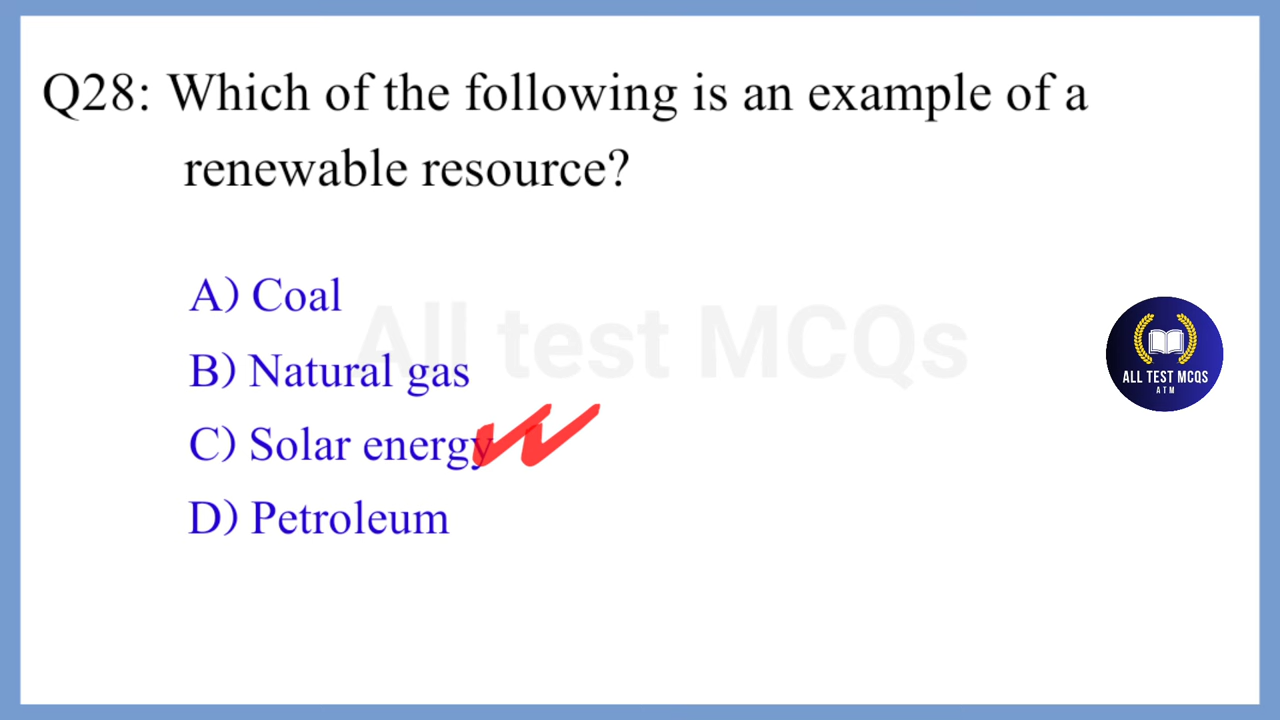 Q28: Which of the following is an example of a
renewable resource?
A) Coal
B) Natural gas
C) Solar energy
D) Petroleum
All test MCQs
ALL TEST MCQS
ATM